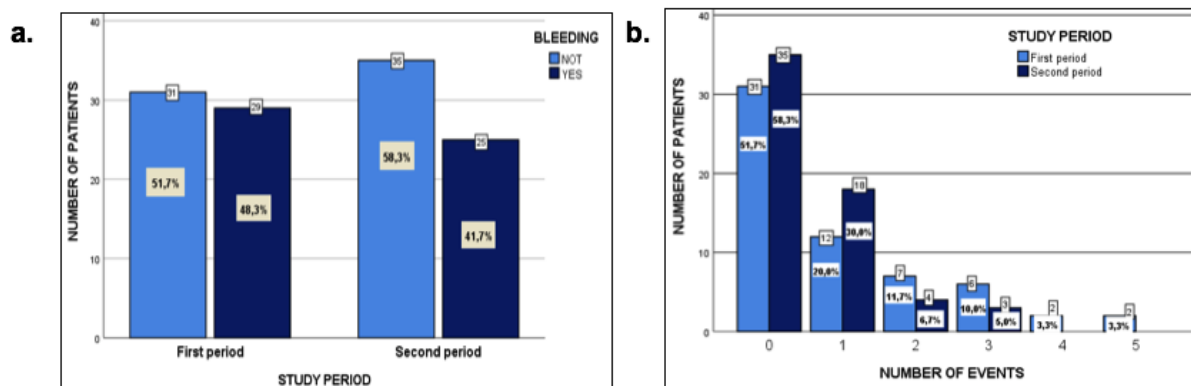 a.
40
30
20
10
0
NUMBER OF PATIENTS
BLEEDING
NOT
YES
31
51,7%
29
48,3%
35
58,3%
25
41,7%
First period
Second period
STUDY PERIOD
b.
40
30
20
10
0
NUMBER OF PATIENTS
STUDY PERIOD
First period
Second period
31
51,7%
35
58,3%
12
20,0%
18
30,0%
7
11,7%
4
6,7%
6
10,0%
3
5,0%
2
3,3%
2
3,3%
0 1 2 3 4 5
NUMBER OF EVENTS